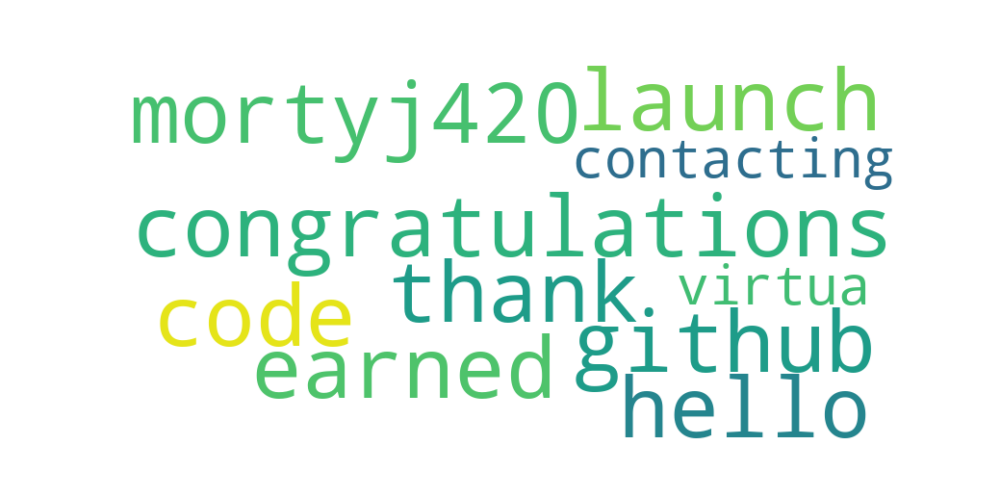 mortyj420 launch
contacting
congratulations
thank virtua
code github
earned
hello